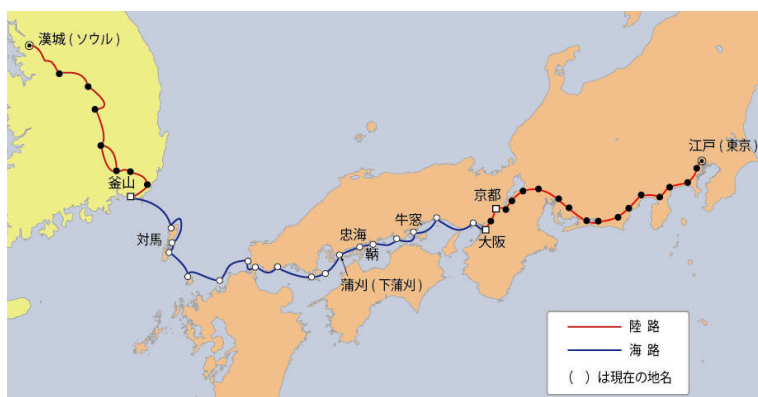 漢城 (ソウル)
江戸 (東京)
釜山
京都
対馬
牛窓
忠海
鞆
大阪
蒲刈 (下蒲刈)
陸 路
海 路
(　) は現在の地名